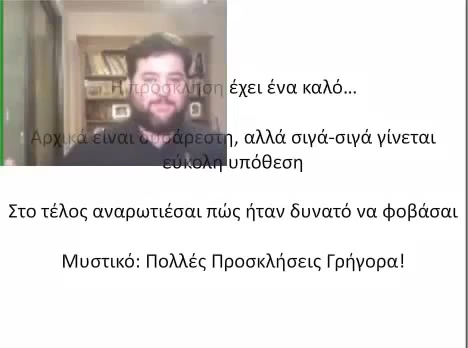 Η πρόσκληση έχει ένα καλό...
Αρχικά είναι δυσάρεστη, αλλά σιγά-σιγά γίνεται
εύκολη υπόθεση
Στο τέλος αναρωτιέσαι πώς ήταν δυνατό να φοβάσαι
Μυστικό: Πολλές Προσκλήσεις Γρήγορα!